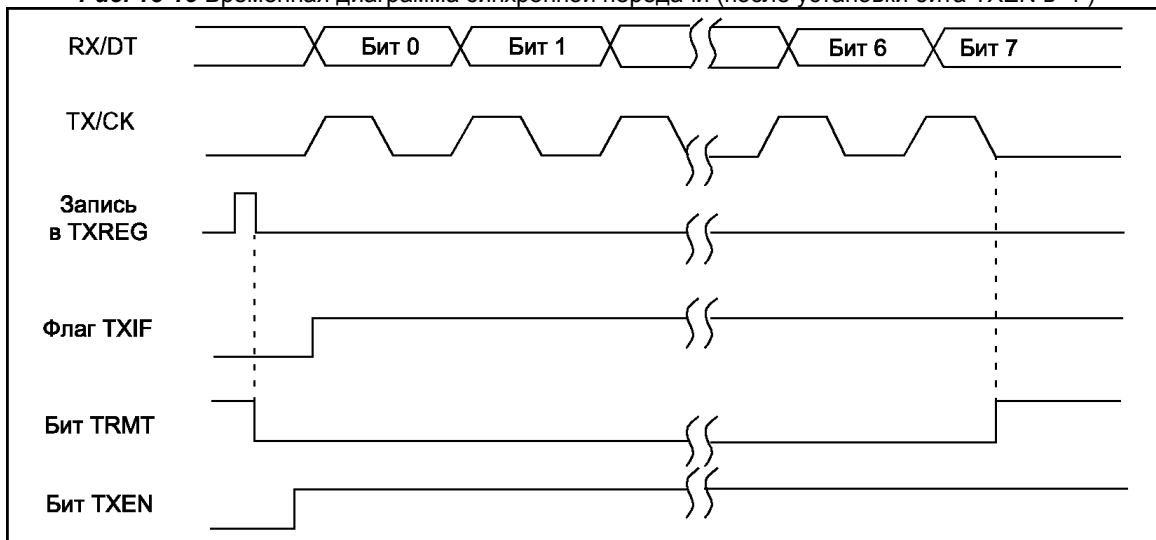 Временная диаграмма синхронной передачи (после установки бита TXEN в '1')
RX/DT
Бит 0
Бит 1
Бит 6
Бит 7
TX/CK
Запись
в TXREG
Флаг TXIF
Бит TRMT
Бит TXEN